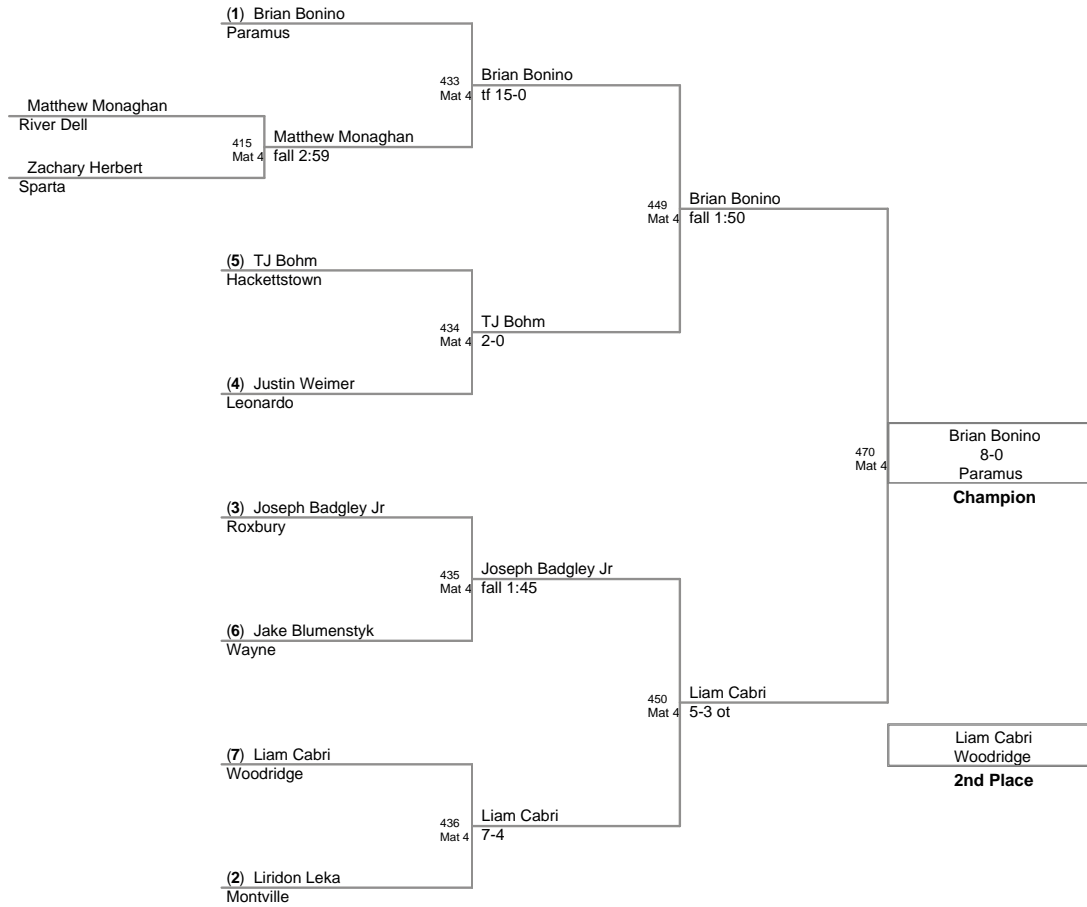 (1) Brian Bonino
Paramus
433
Mat 4
Brian Bonino
tf 15-0
Matthew Monaghan
River Dell
415
Mat 4
Matthew Monaghan
fall 2:59
Zachary Herbert
Sparta
449
Mat 4
Brian Bonino
fall 1:50
(5) TJ Bohm
Hackettstown
434
Mat 4
TJ Bohm
2-0
(4) Justin Weimer
Leonardo
470
Mat 4
Brian Bonino
8-0
Paramus
Champion
(3) Joseph Badgley Jr
Roxbury
435
Mat 4
Joseph Badgley Jr
fall 1:45
(6) Jake Blumenstyk
Wayne
450
Mat 4
Liam Cabri
5-3 ot
Liam Cabri
Woodridge
2nd Place
(7) Liam Cabri
Woodridge
436
Mat 4
Liam Cabri
7-4
(2) Liridon Leka
Montville